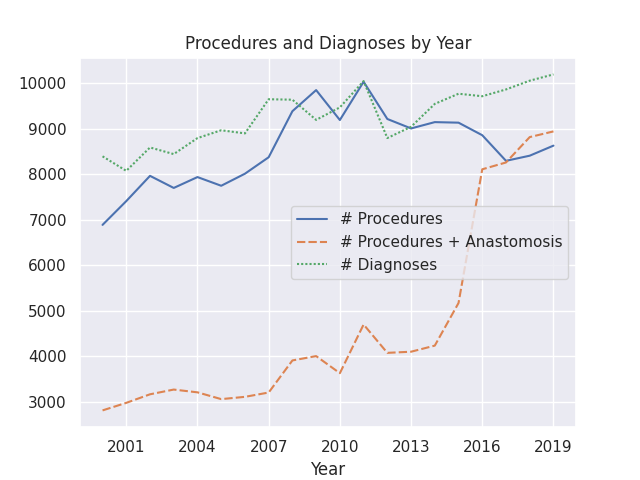 Procedures and Diagnoses by Year
10000
9000
8000
7000
6000
5000
4000
3000
# Procedures
# Procedures + Anastomosis
# Diagnoses
2001 2004 2007 2010 2013 2016 2019
Year